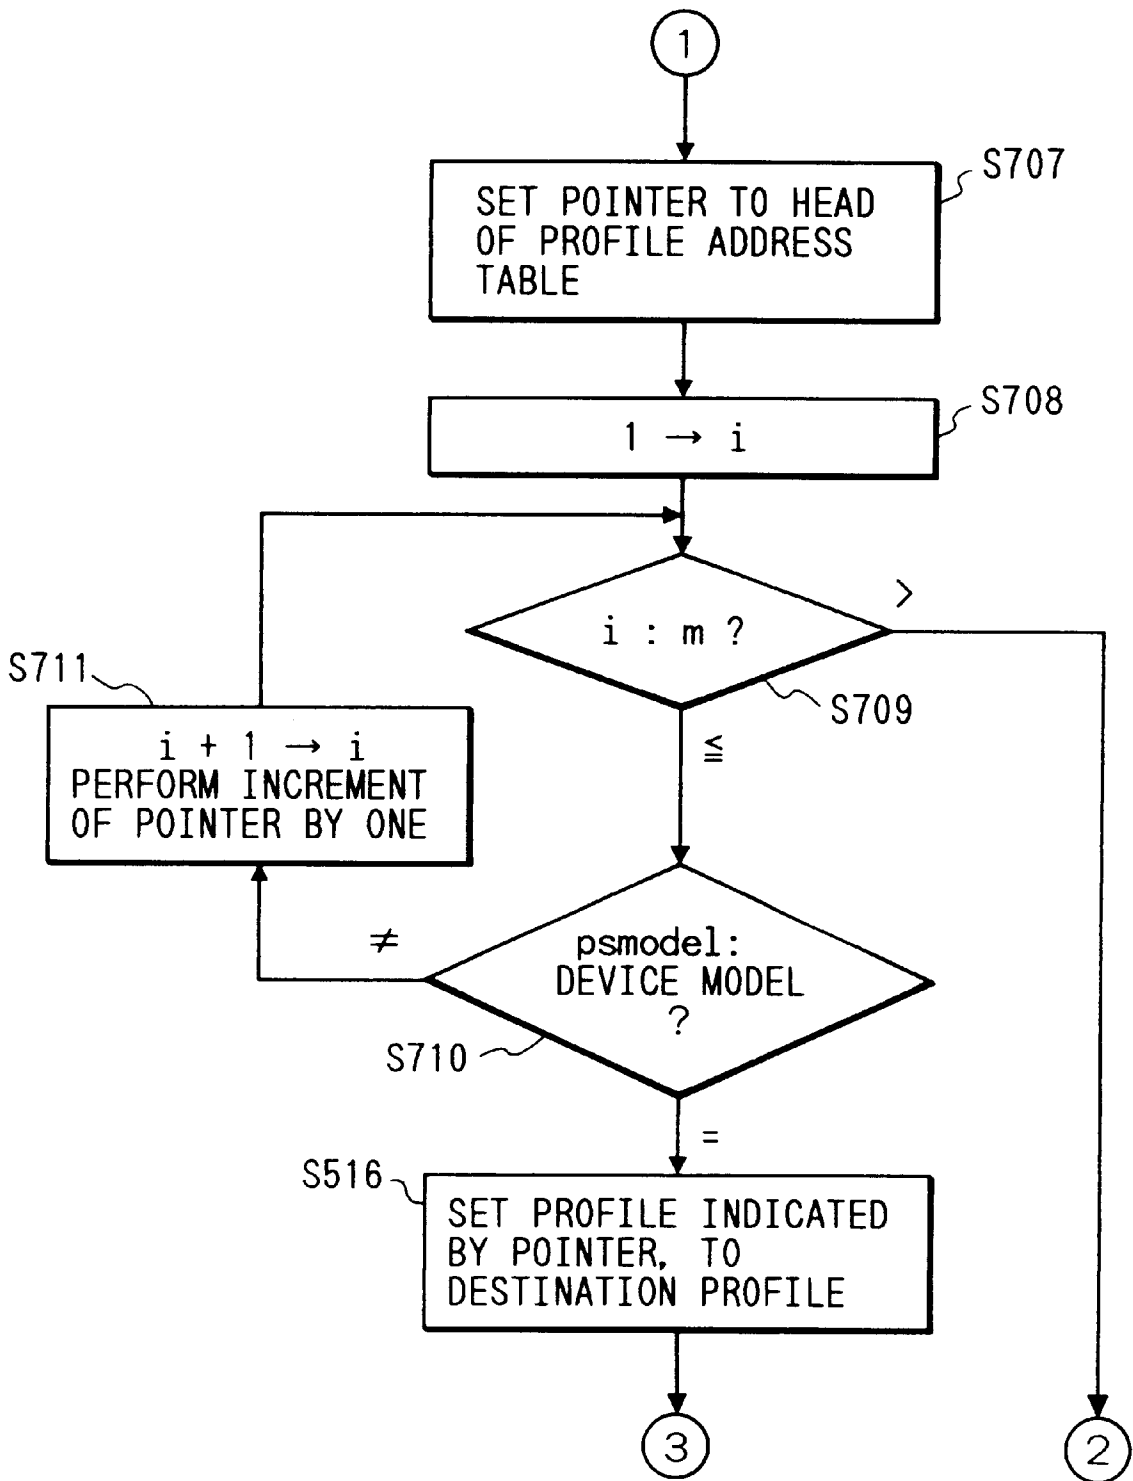 1
S707
SET POINTER TO HEAD
OF PROFILE ADDRESS
TABLE
S708
1 → i
>
i : m ?
S709
S711
i + 1 → i
PERFORM INCREMENT
OF POINTER BY ONE
≦
≠
psmodel:
DEVICE MODEL
?
S710
=
S516
SET PROFILE INDICATED
BY POINTER, TO
DESTINATION PROFILE
3
2